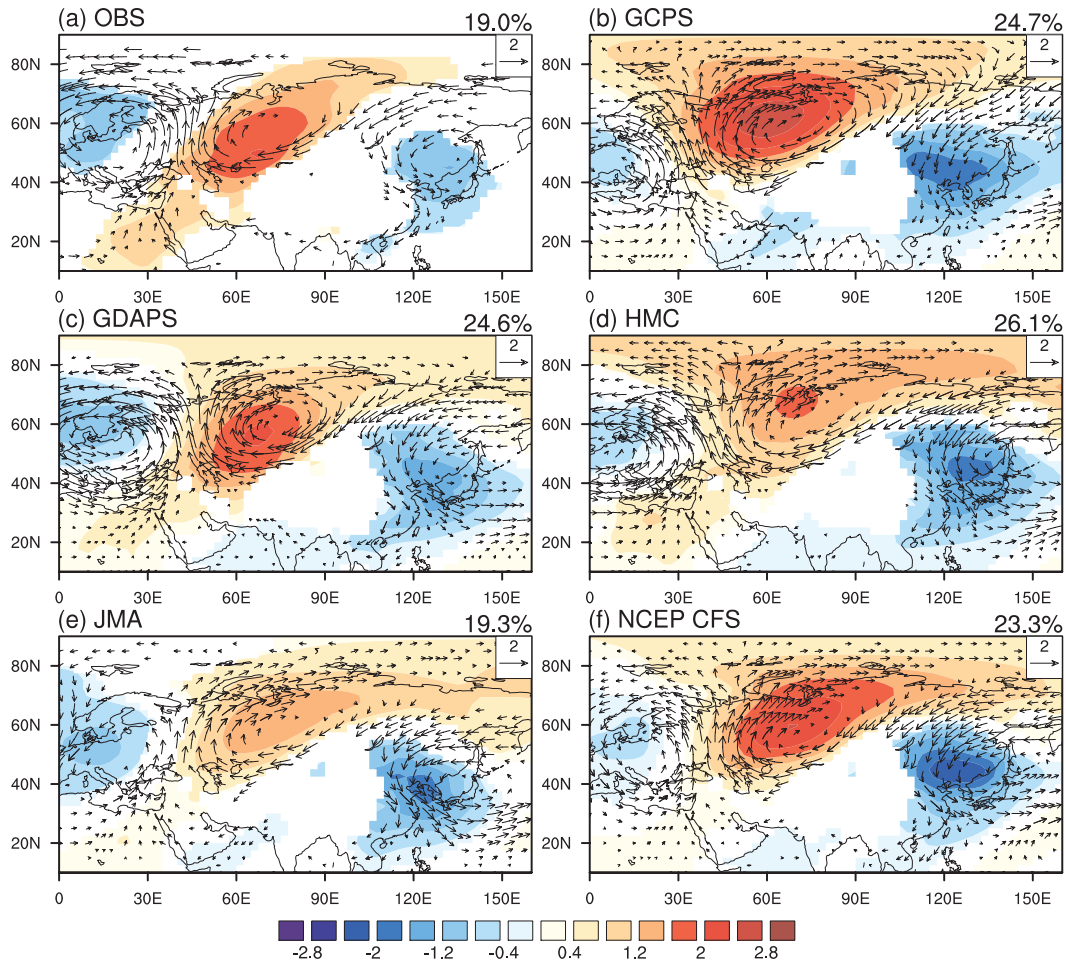 (a) OBS 19.0% (b) GCPS 24.7%
2 2
80N 80N
60N 60N
40N 40N
20N 20N
0 30E 60E 90E 120E 150E 0 30E 60E 90E 120E 150E
(c) GDAPS 24.6% (d) HMC 26.1%
2 2
80N 80N
60N 60N
40N 40N
20N 20N
0 30E 60E 90E 120E 150E 0 30E 60E 90E 120E 150E
(e) JMA 19.3% (f) NCEP CFS 23.3%
2 2
80N 80N
60N 60N
40N 40N
20N 20N
0 30E 60E 90E 120E 150E 0 30E 60E 90E 120E 150E
-2.8 -2 -1.2 -0.4 0.4 1.2 2 2.8